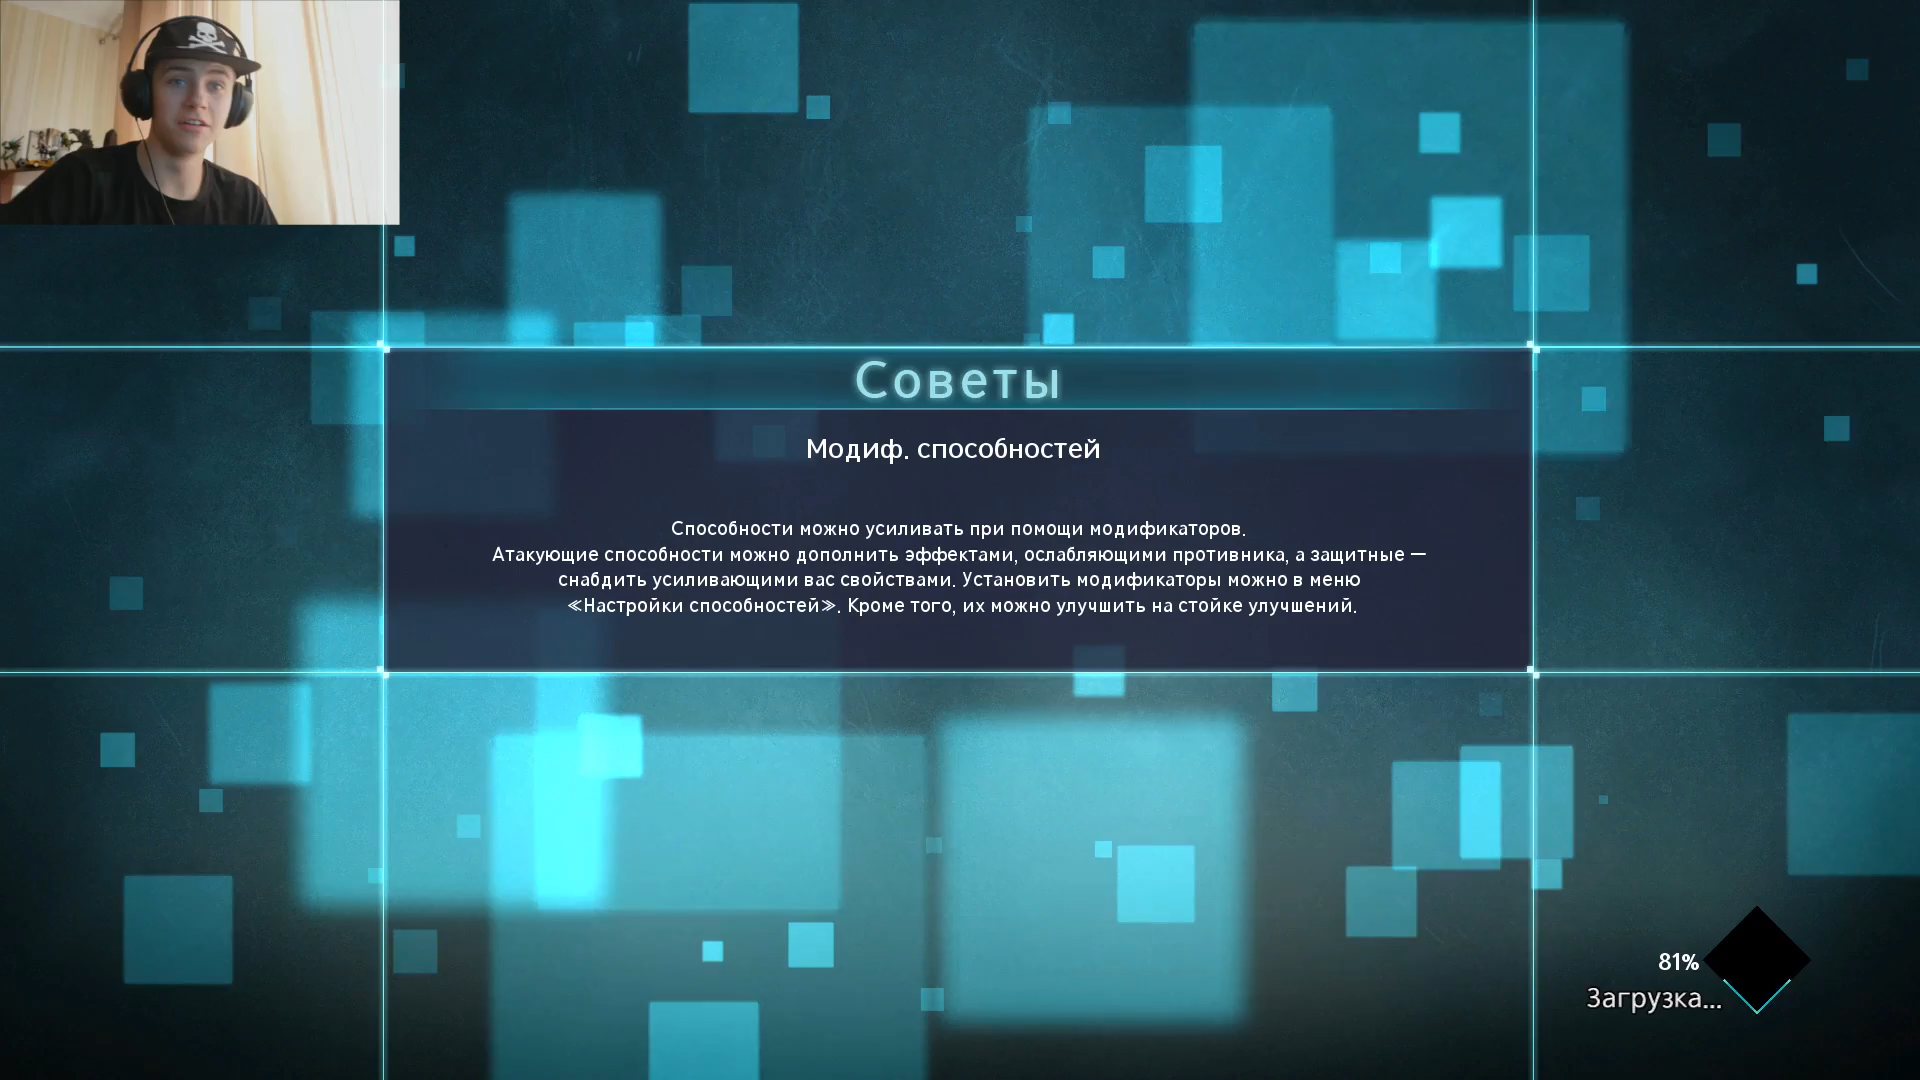 Советы
Модиф. способностей
Способности можно усиливать при помощи модификаторов.
Атакующие способности можно дополнить эффектами, ослабляющими противника, а защитные —
снабдить усиливающими вас свойствами. Установить модификаторы можно в меню
≪Настройки способностей≫. Кроме того, их можно улучшить на стойке улучшений.
81%
Загрузка...